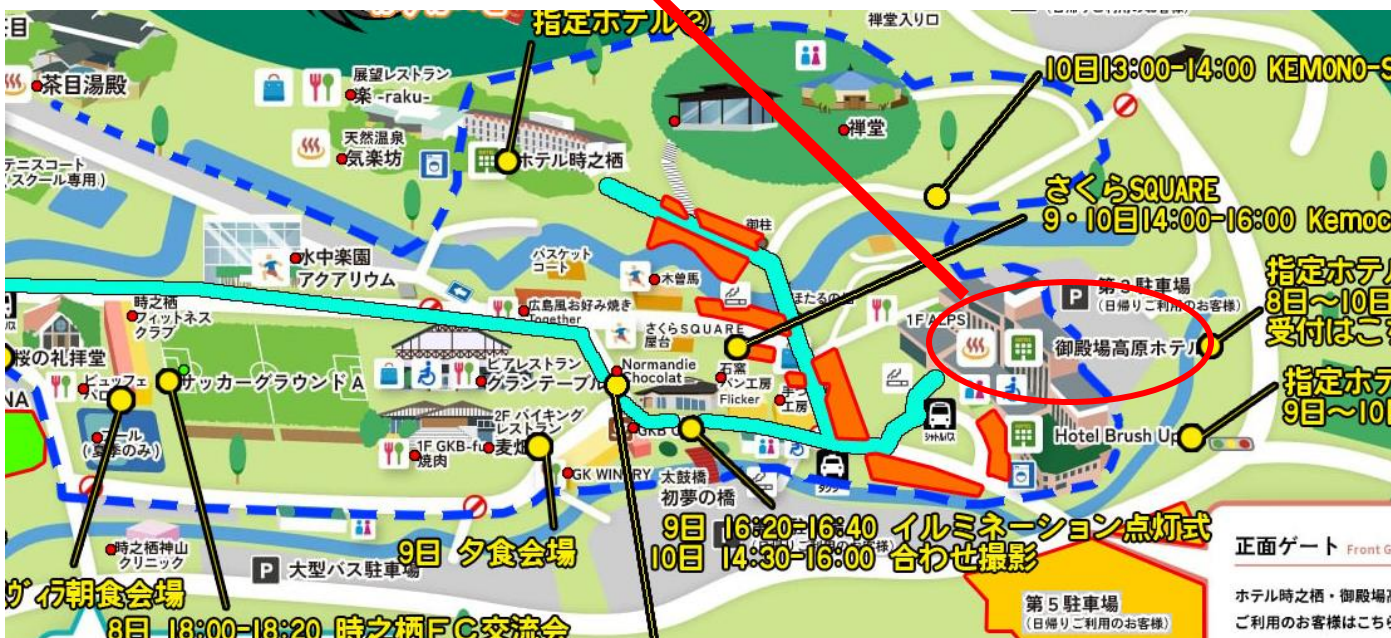 (日帰りご利用のお客様)
指定ホテル②
禅堂入り口
展望レストラン
楽 -raku-
茶目湯殿
天然温泉
気楽坊
ホテル時之栖
禅堂
10日13:00-14:00 KEMONO-S
テニスコート
(スクール専用)
さくらSQUARE
9・10日14:00-16:00 Kemoc
御柱
バスケット
コート
木曽馬
水中楽園
アクアリウム
第3駐車場
(日帰りご利用のお客様)
指定ホテル
8日～10日
受付はこ
時之栖
フィットネス
クラブ
広島風お好み焼き
Together
さくらSQUARE
屋台
1F ALPS
御殿場高原ホテル
桜の礼拝堂
サッカーグラウンドA
ビアレストラン
グランテーブル
Normandie
Chocolat
石窯
パン工房
Flicker
工房
指定ホテ
9日～10日
ビュッフェ
プール
(夏季のみ)
2F バイキング
レストラン
麦畑
1F GKB-fu
焼肉
Hotel Brush Up
シャトルバス
タクシー
GK WINERY
太鼓橋
初夢の橋
時之栖神山
クリニック
P 大型バス駐車場
9日 夕食会場
9日 16:20-16:40 イルミネーション点灯式
10日 14:30-16:00 合わせ撮影
ヴィラ朝食会場
8日 18:00-18:20 時之栖FC交流会
第5駐車場
(日帰りご利用のお客様)
正面ゲート Front G
ホテル時之栖・御殿場高
ご利用のお客様はこちら